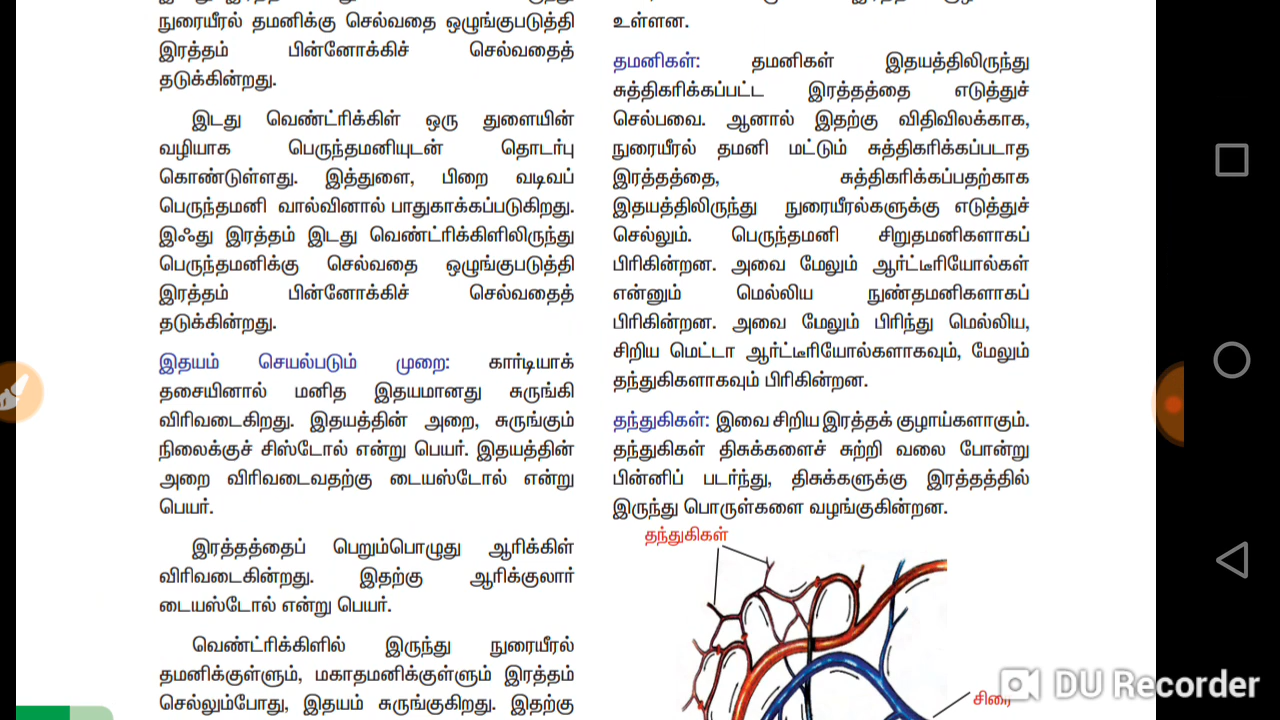 நுரையீரல் தமனிக்கு செல்வதை ஒழுங்குபடுத்தி
இரத்தம் பின்னோக்கிச் செல்வதைத்
தடுக்கின்றது.
இடது வெண்ட்ரிக்கிள் ஒரு துளையின்
வழியாக பெருந்தமனியுடன் தொடர்பு
கொண்டுள்ளது. இத்துளை, பிறை வடிவப்
பெருந்தமனி வால்வினால் பாதுகாக்கப்படுகிறது.
இஃது இரத்தம் இடது வெண்ட்ரிக்கிளிலிருந்து
பெருந்தமனிக்கு செல்வதை ஒழுங்குபடுத்தி
இரத்தம் பின்னோக்கிச் செல்வதைத்
தடுக்கின்றது.
இதயம் செயல்படும் முறை: கார்டியாக்
தசையினால் மனித இதயமானது சுருங்கி
விரிவடைகிறது. இதயத்தின் அறை, சுருங்கும்
நிலைக்குச் சிஸ்டோல் என்று பெயர். இதயத்தின்
அறை விரிவடைவதற்கு டையஸ்டோல் என்று
பெயர்.
இரத்தத்தைப் பெறும்பொழுது ஆரிக்கிள்
விரிவடைகின்றது. இதற்கு ஆரிக்குலார்
டையஸ்டோல் என்று பெயர்.
வெண்ட்ரிக்கிளில் இருந்து நுரையீரல்
தமனிக்குள்ளும், மகாதமனிக்குள்ளும் இரத்தம்
செல்லும்போது, இதயம் சுருங்குகிறது. இதற்கு
உள்ளன.
தமனிகள்: தமனிகள் இதயத்திலிருந்து
சுத்திகரிக்கப்பட்ட இரத்தத்தை எடுத்துச்
செல்பவை. ஆனால் இதற்கு விதிவிலக்காக,
நுரையீரல் தமனி மட்டும் சுத்திகரிக்கப்படாத
இரத்தத்தை, சுத்திகரிக்கப்பதற்காக
இதயத்திலிருந்து நுரையீரல்களுக்கு எடுத்துச்
செல்லும். பெருந்தமனி சிறுதமனிகளாகப்
பிரிகின்றன. அவை மேலும் ஆர்ட்டீரியோல்கள்
என்னும் மெல்லிய நுண்தமனிகளாகப்
பிரிகின்றன. அவை மேலும் பிரிந்து மெல்லிய,
சிறிய மெட்டா ஆர்ட்டீரியோல்களாகவும், மேலும்
தந்துகிகளாகவும் பிரிகின்றன.
தந்துகிகள்: இவை சிறிய இரத்தக் குழாய்களாகும்.
தந்துகிகள் திசுக்களைச் சுற்றி வலை போன்று
பின்னிப் படர்ந்து, திசுக்களுக்கு இரத்தத்தில்
இருந்து பொருள்களை வழங்குகின்றன.
தந்துகிகள்
சிரை
DU Recorder